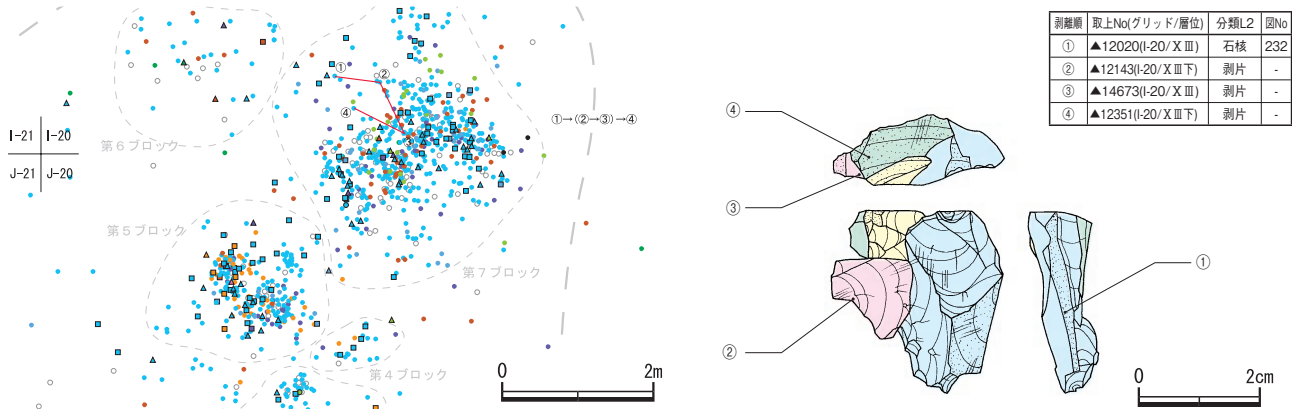 ①
②
④
③
①→(②→③)→④
I-21 I-20
J-21 J-20
第6ブロック
第5ブロック
第7ブロック
第4ブロック
0 2m
④
③
②
①
0 2cm
剥離順 取上No(グリッド/層位) 分類L2 図No
① ▲12020(I-20/XⅢ) 石核 232
② ▲12143(I-20/XⅢ下) 剥片 -
③ ▲14673(I-20/XⅢ) 剥片 -
④ ▲12351(I-20/XⅢ下) 剥片 -